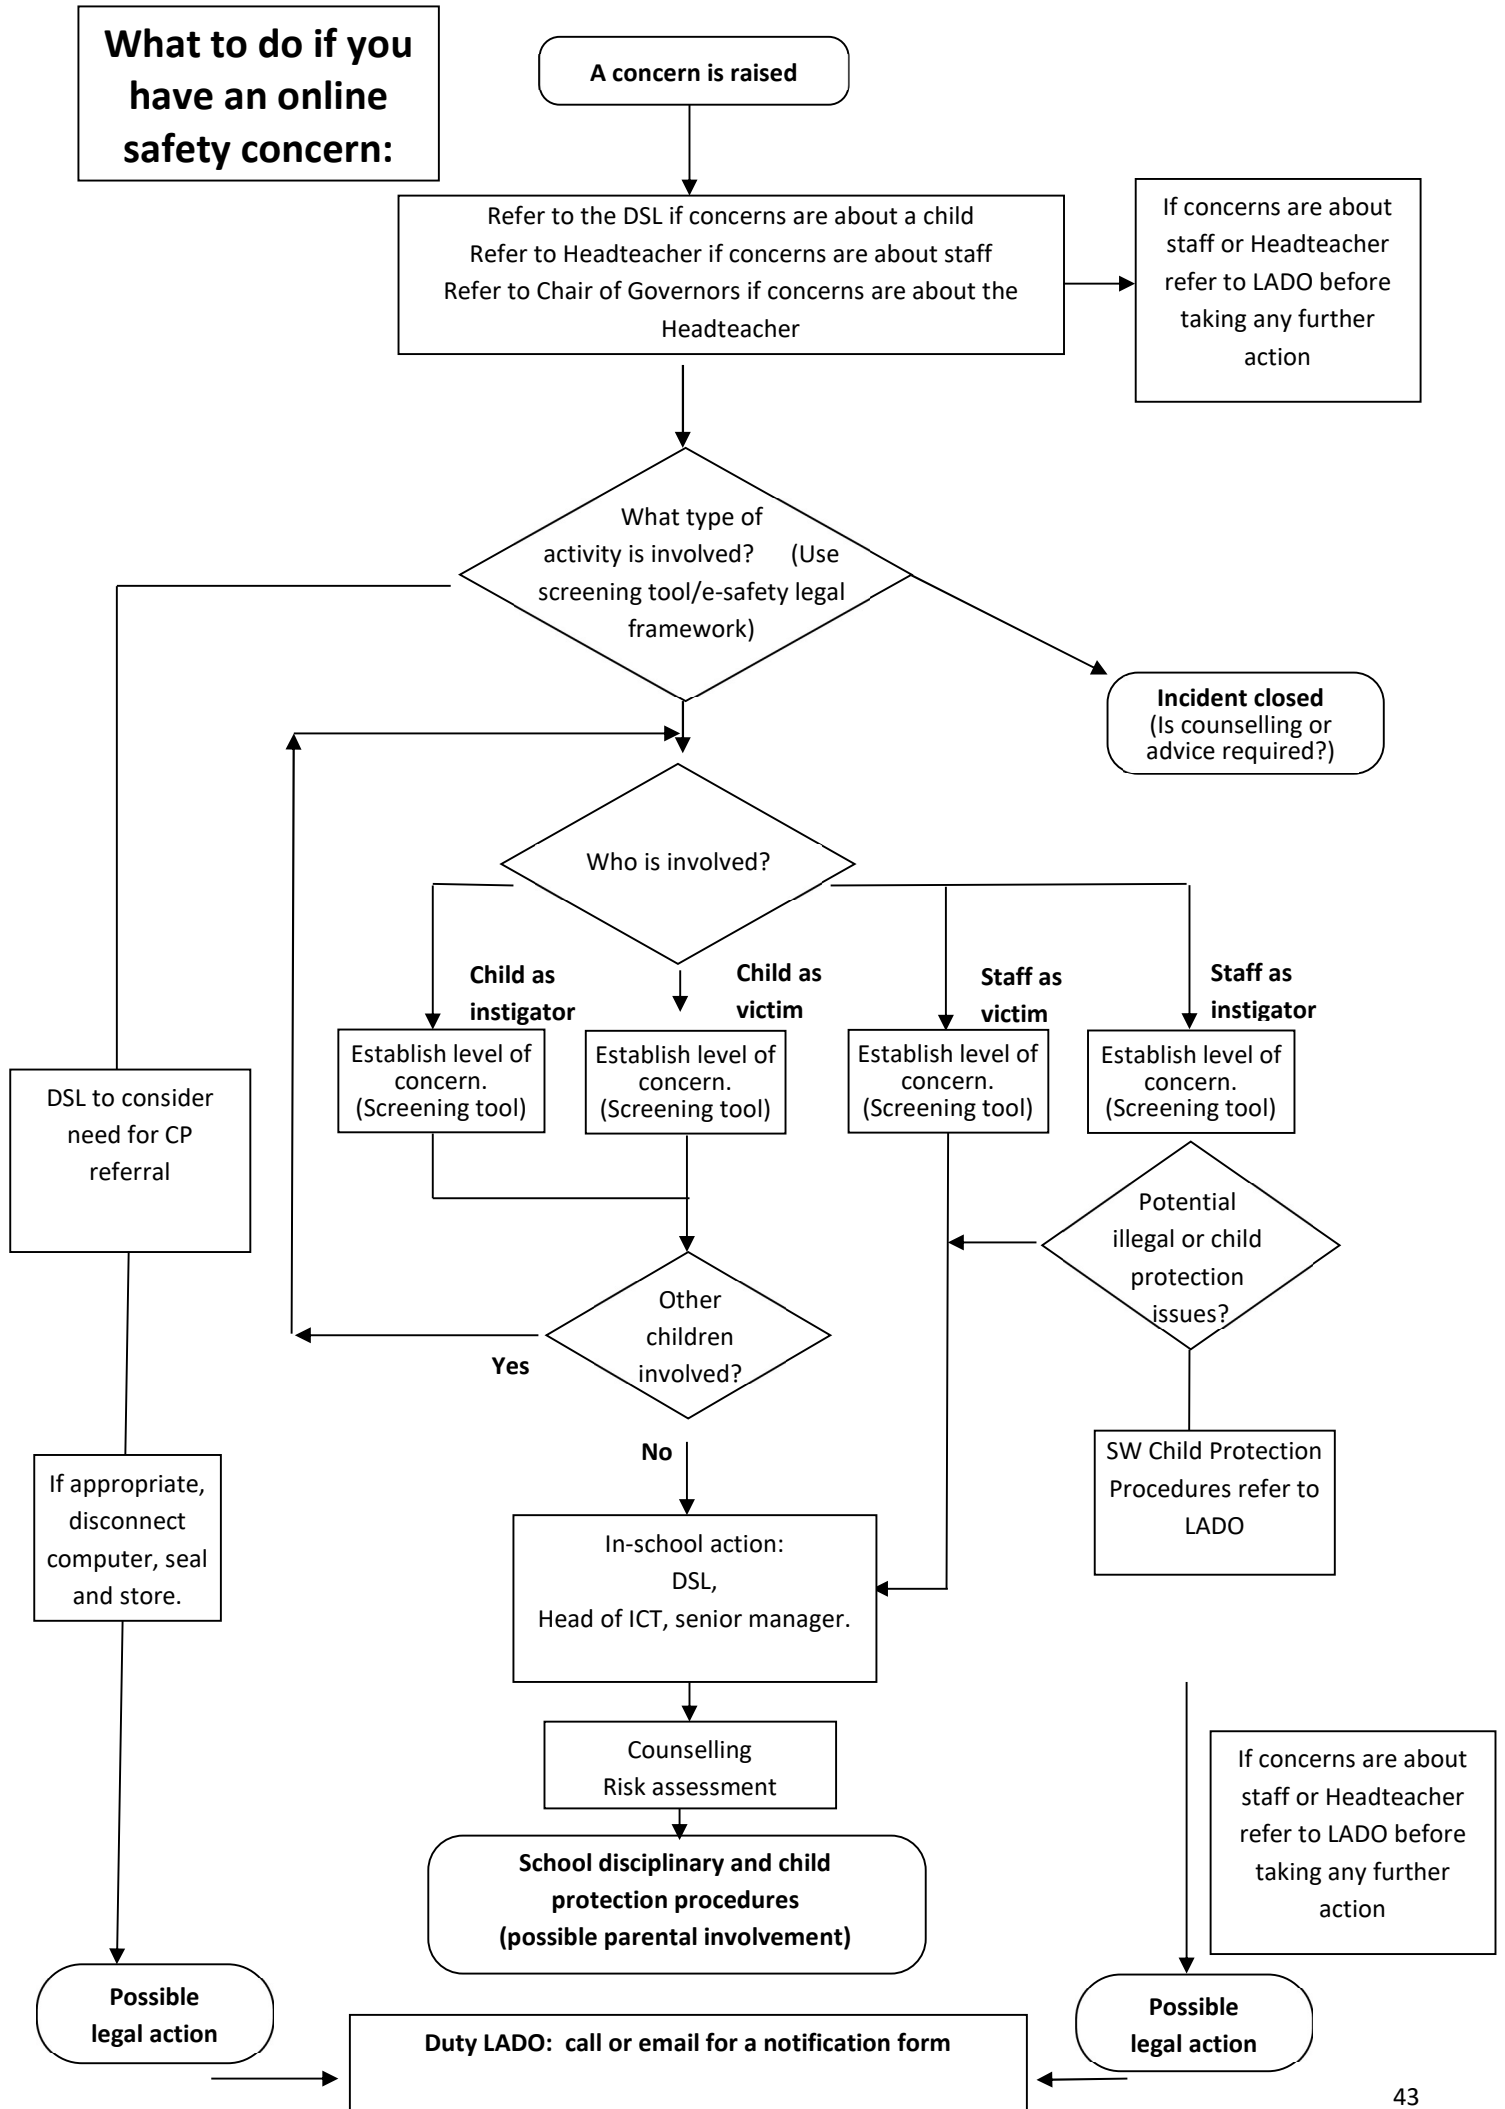 What to do if you
have an online
safety concern:
A concern is raised
Refer to the DSL if concerns are about a child
Refer to Headteacher if concerns are about staff
Refer to Chair of Governors if concerns are about the
Headteacher
If concerns are about
staff or Headteacher
refer to LADO before
taking any further
action
What type of
activity is involved? (Use
screening tool/e-safety legal
framework)
Incident closed
(Is counselling or
advice required?)
Who is involved?
Child as
instigator
Child as
victim
Staff as
victim
Staff as
instigator
Establish level of
concern.
(Screening tool)
Establish level of
concern.
(Screening tool)
Establish level of
concern.
(Screening tool)
Establish level of
concern.
(Screening tool)
DSL to consider
need for CP
referral
Potential
illegal or child
protection
issues?
Other
children
involved?
Yes
No
SW Child Protection
Procedures refer to
LADO
If appropriate,
disconnect
computer, seal
and store.
In-school action:
DSL,
Head of ICT, senior manager.
Counselling
Risk assessment
If concerns are about
staff or Headteacher
refer to LADO before
taking any further
action
School disciplinary and child
protection procedures
(possible parental involvement)
Possible
legal action
Possible
legal action
Duty LADO: call or email for a notification form
43